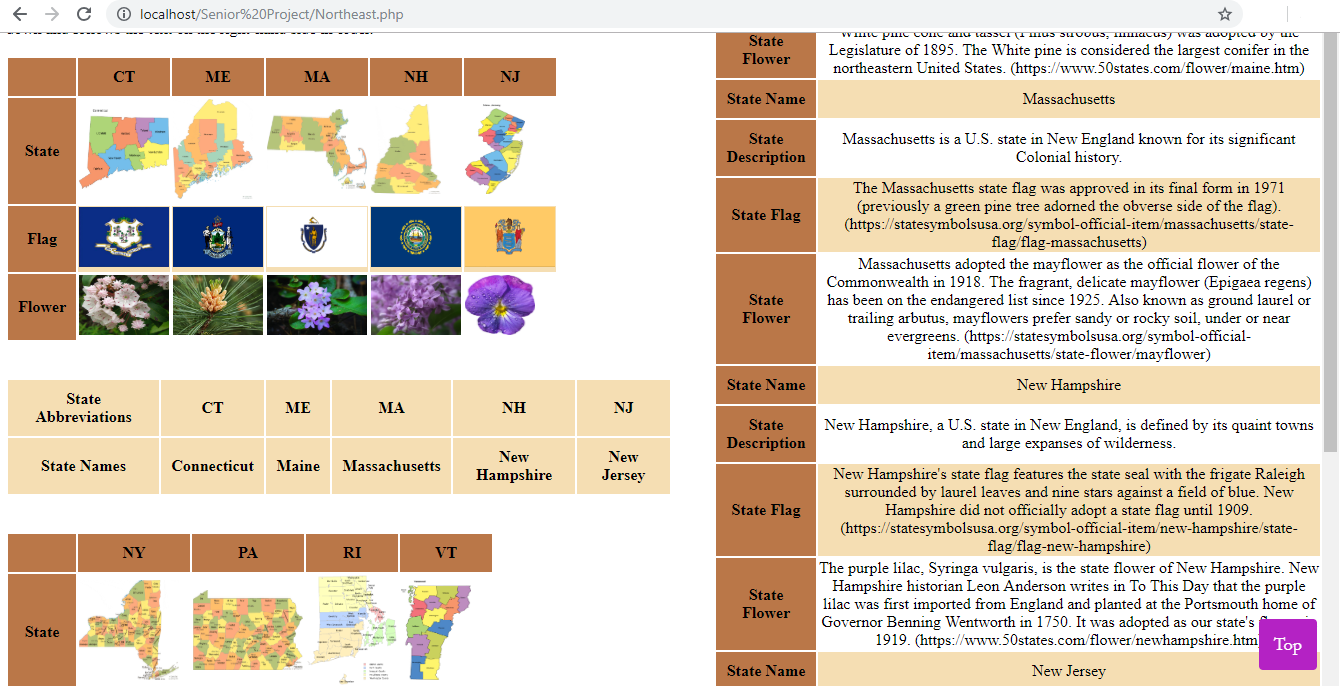 localhost/Senior%20Project/Northeast.php
CT ME MA NH NJ
State
Flag
Flower
State Abbreviations CT ME MA NH NJ
State Names Connecticut Maine Massachusetts New Hampshire New Jersey
NY PA RI VT
State
State Flower
White pine cone and tassel (Pinus strobus, linnaeus) was adopted by the
Legislature of 1895. The White pine is considered the largest conifer in the
northeastern United States. (https://www.50states.com/flower/maine.htm)
State Name Massachusetts
State Description
Massachusetts is a U.S. state in New England known for its significant
Colonial history.
State Flag
The Massachusetts state flag was approved in its final form in 1971
(previously a green pine tree adorned the obverse side of the flag).
(https://statesymbolsusa.org/symbol-official-item/massachusetts/state-
flag/flag-massachusetts)
State Flower
Massachusetts adopted the mayflower as the official flower of the
Commonwealth in 1918. The fragrant, delicate mayflower (Epigaea regens)
has been on the endangered list since 1925. Also known as ground laurel or
trailing arbutus, mayflowers prefer sandy or rocky soil, under or near
evergreens. (https://statesymbolsusa.org/symbol-official-
item/massachusetts/state-flower/mayflower)
State Name New Hampshire
State Description
New Hampshire, a U.S. state in New England, is defined by its quaint towns
and large expanses of wilderness.
State Flag
New Hampshire's state flag features the state seal with the frigate Raleigh
surrounded by laurel leaves and nine stars against a field of blue. New
Hampshire did not officially adopt a state flag until 1909.
(https://statesymbolsusa.org/symbol-official-item/new-hampshire/state-
flag/flag-new-hampshire)
State Flower
The purple lilac, Syringa vulgaris, is the state flower of New Hampshire. New
Hampshire historian Leon Anderson writes in To This Day that the purple
lilac was first imported from England and planted at the Portsmouth home of
Governor Benning Wentworth in 1750. It was adopted as our state's
1919. (https://www.50states.com/flower/newhampshire.htm
Top
State Name New Jersey